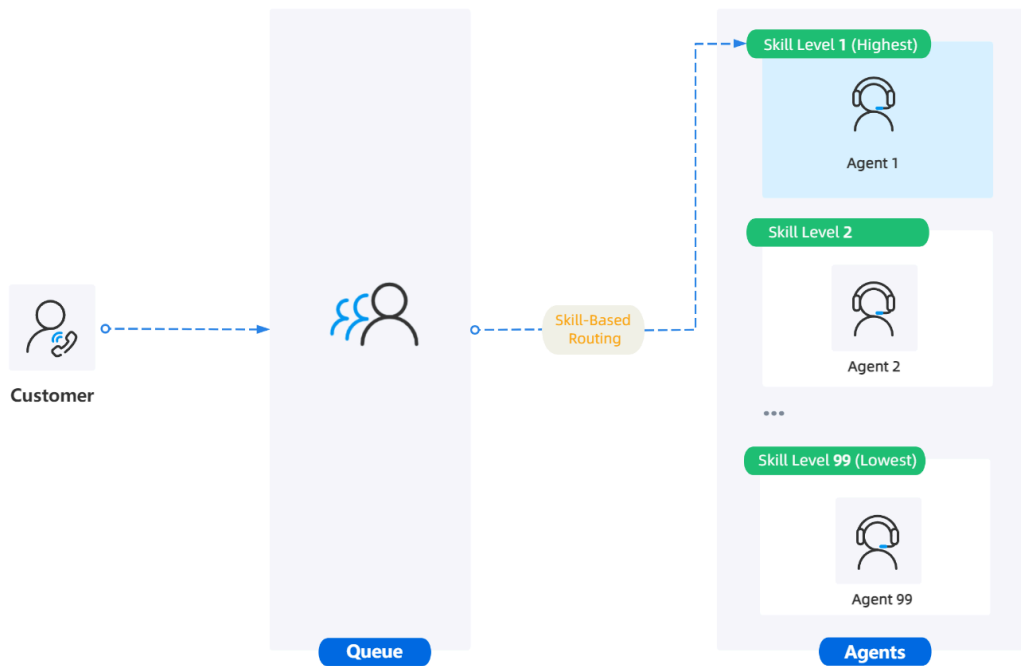 Customer
Queue
Skill-Based
Routing
Skill Level 1 (Highest)
Agent 1
Skill Level 2
Agent 2
...
Skill Level 99 (Lowest)
Agent 99
Agents